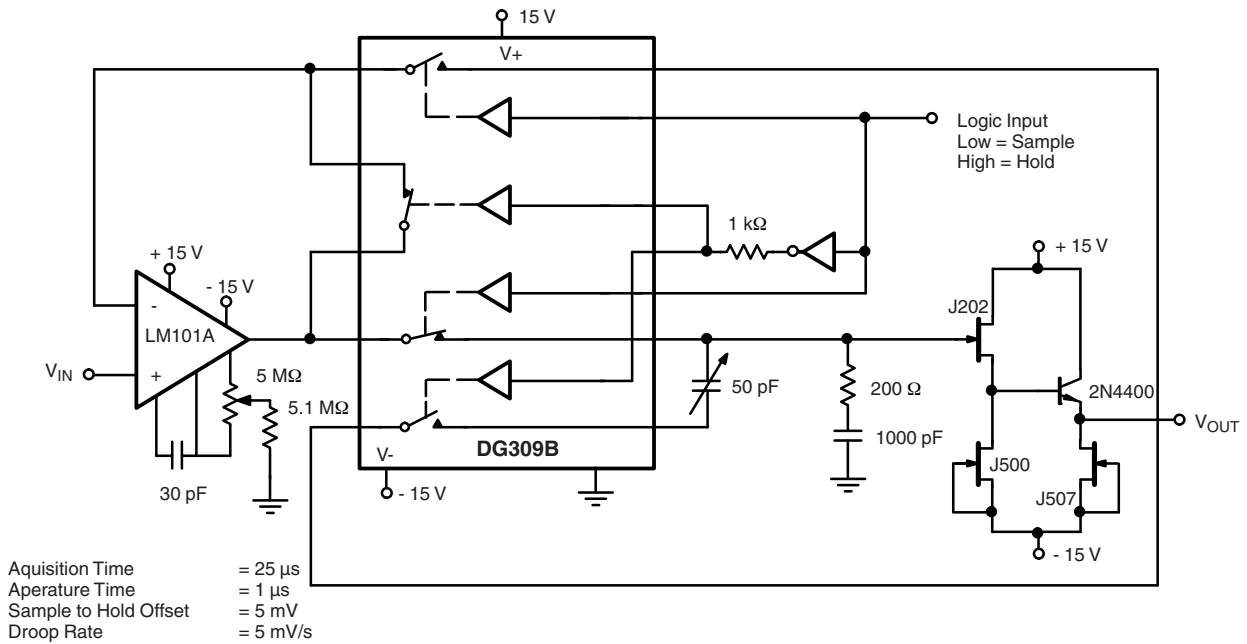 15 V
V+
Logic Input
Low = Sample
High = Hold
1 kΩ
+ 15 V
+ 15 V
- 15 V
J202
-
LM101A
VIN
+
5 MΩ
50 pF
200 Ω
2N4400
5.1 MΩ
VOUT
1000 pF
DG309B
V-
J500
30 pF
- 15 V
J507
- 15 V
Aquisition Time = 25 µs
Aperature Time = 1 µs
Sample to Hold Offset = 5 mV
Droop Rate = 5 mV/s